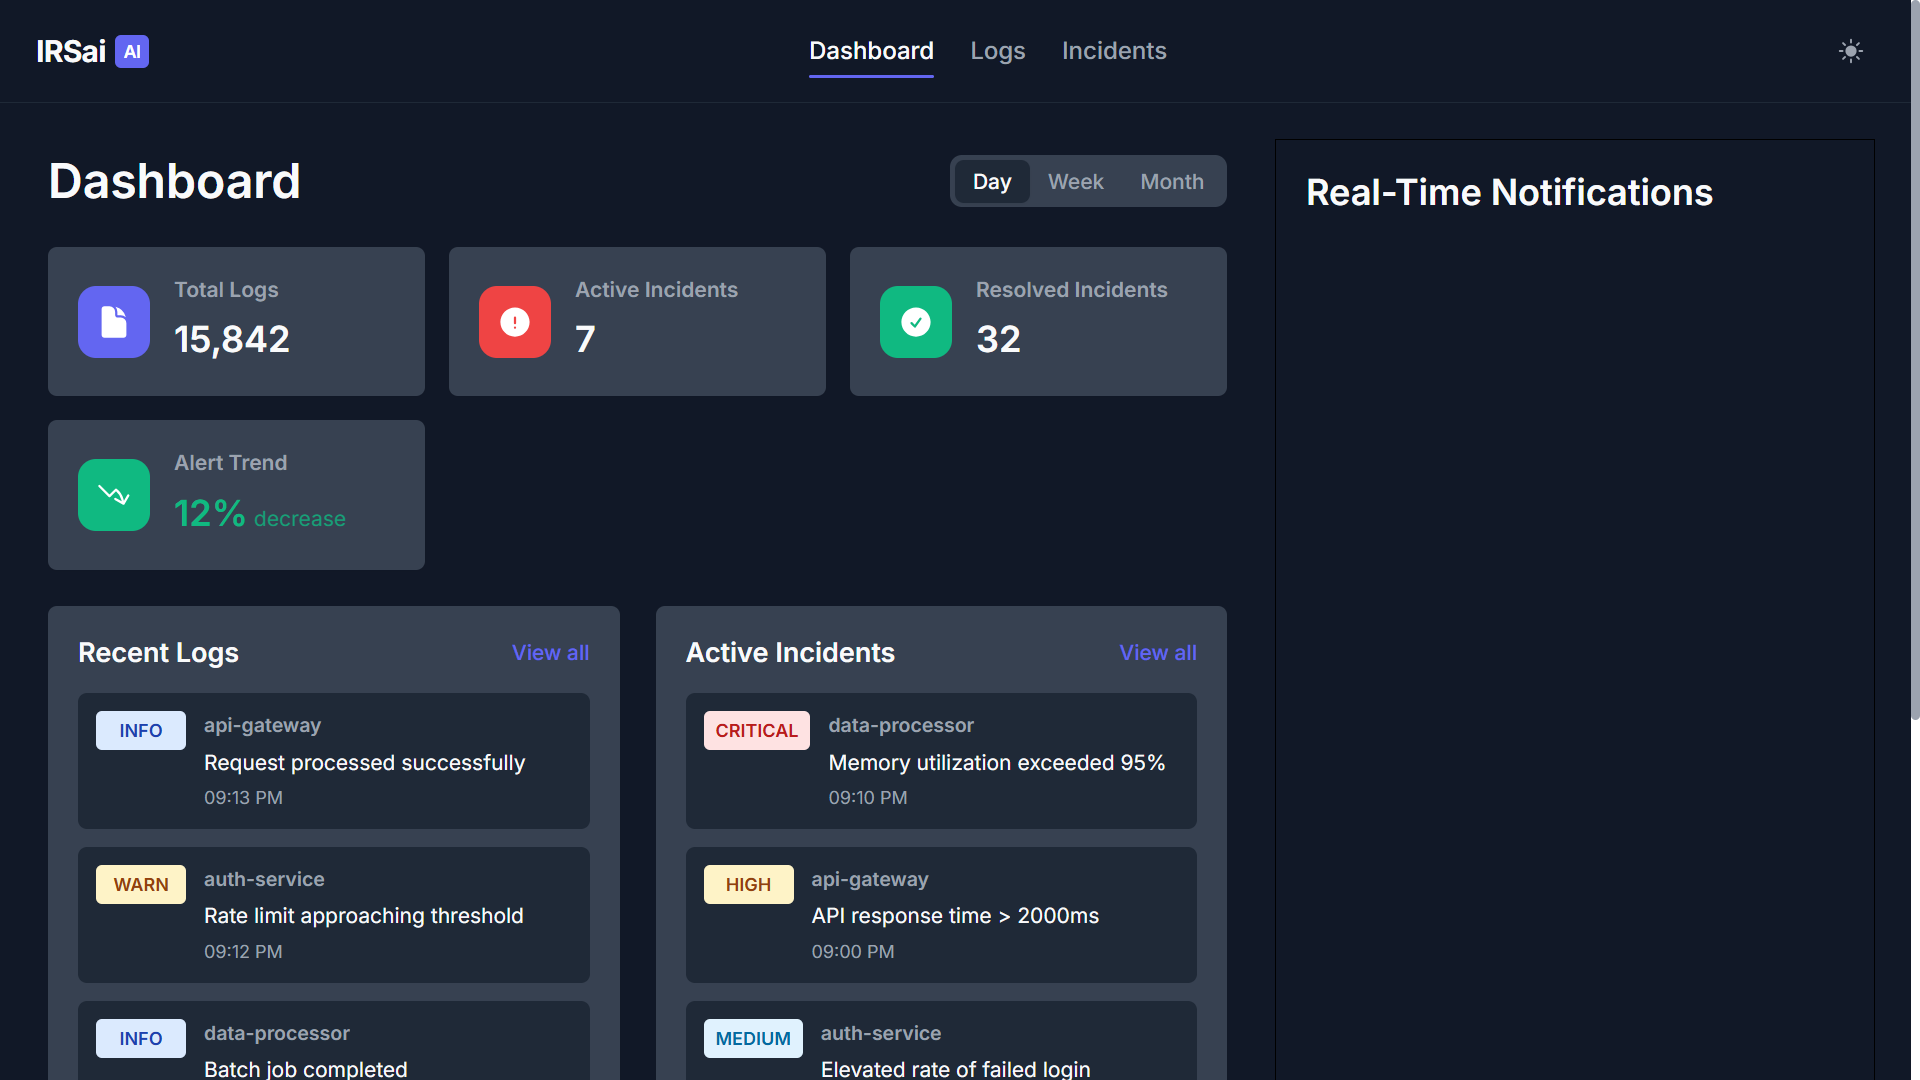 IRSai AI
Dashboard Logs Incidents
Dashboard
Day Week Month
Total Logs
15,842
Active Incidents
7
Resolved Incidents
32
Alert Trend
12% decrease
Recent Logs View all
INFO api-gateway
Request processed successfully
09:13 PM
WARN auth-service
Rate limit approaching threshold
09:12 PM
INFO data-processor
Batch job completed
Active Incidents View all
CRITICAL data-processor
Memory utilization exceeded 95%
09:10 PM
HIGH api-gateway
API response time > 2000ms
09:00 PM
MEDIUM auth-service
Elevated rate of failed login
Real-Time Notifications